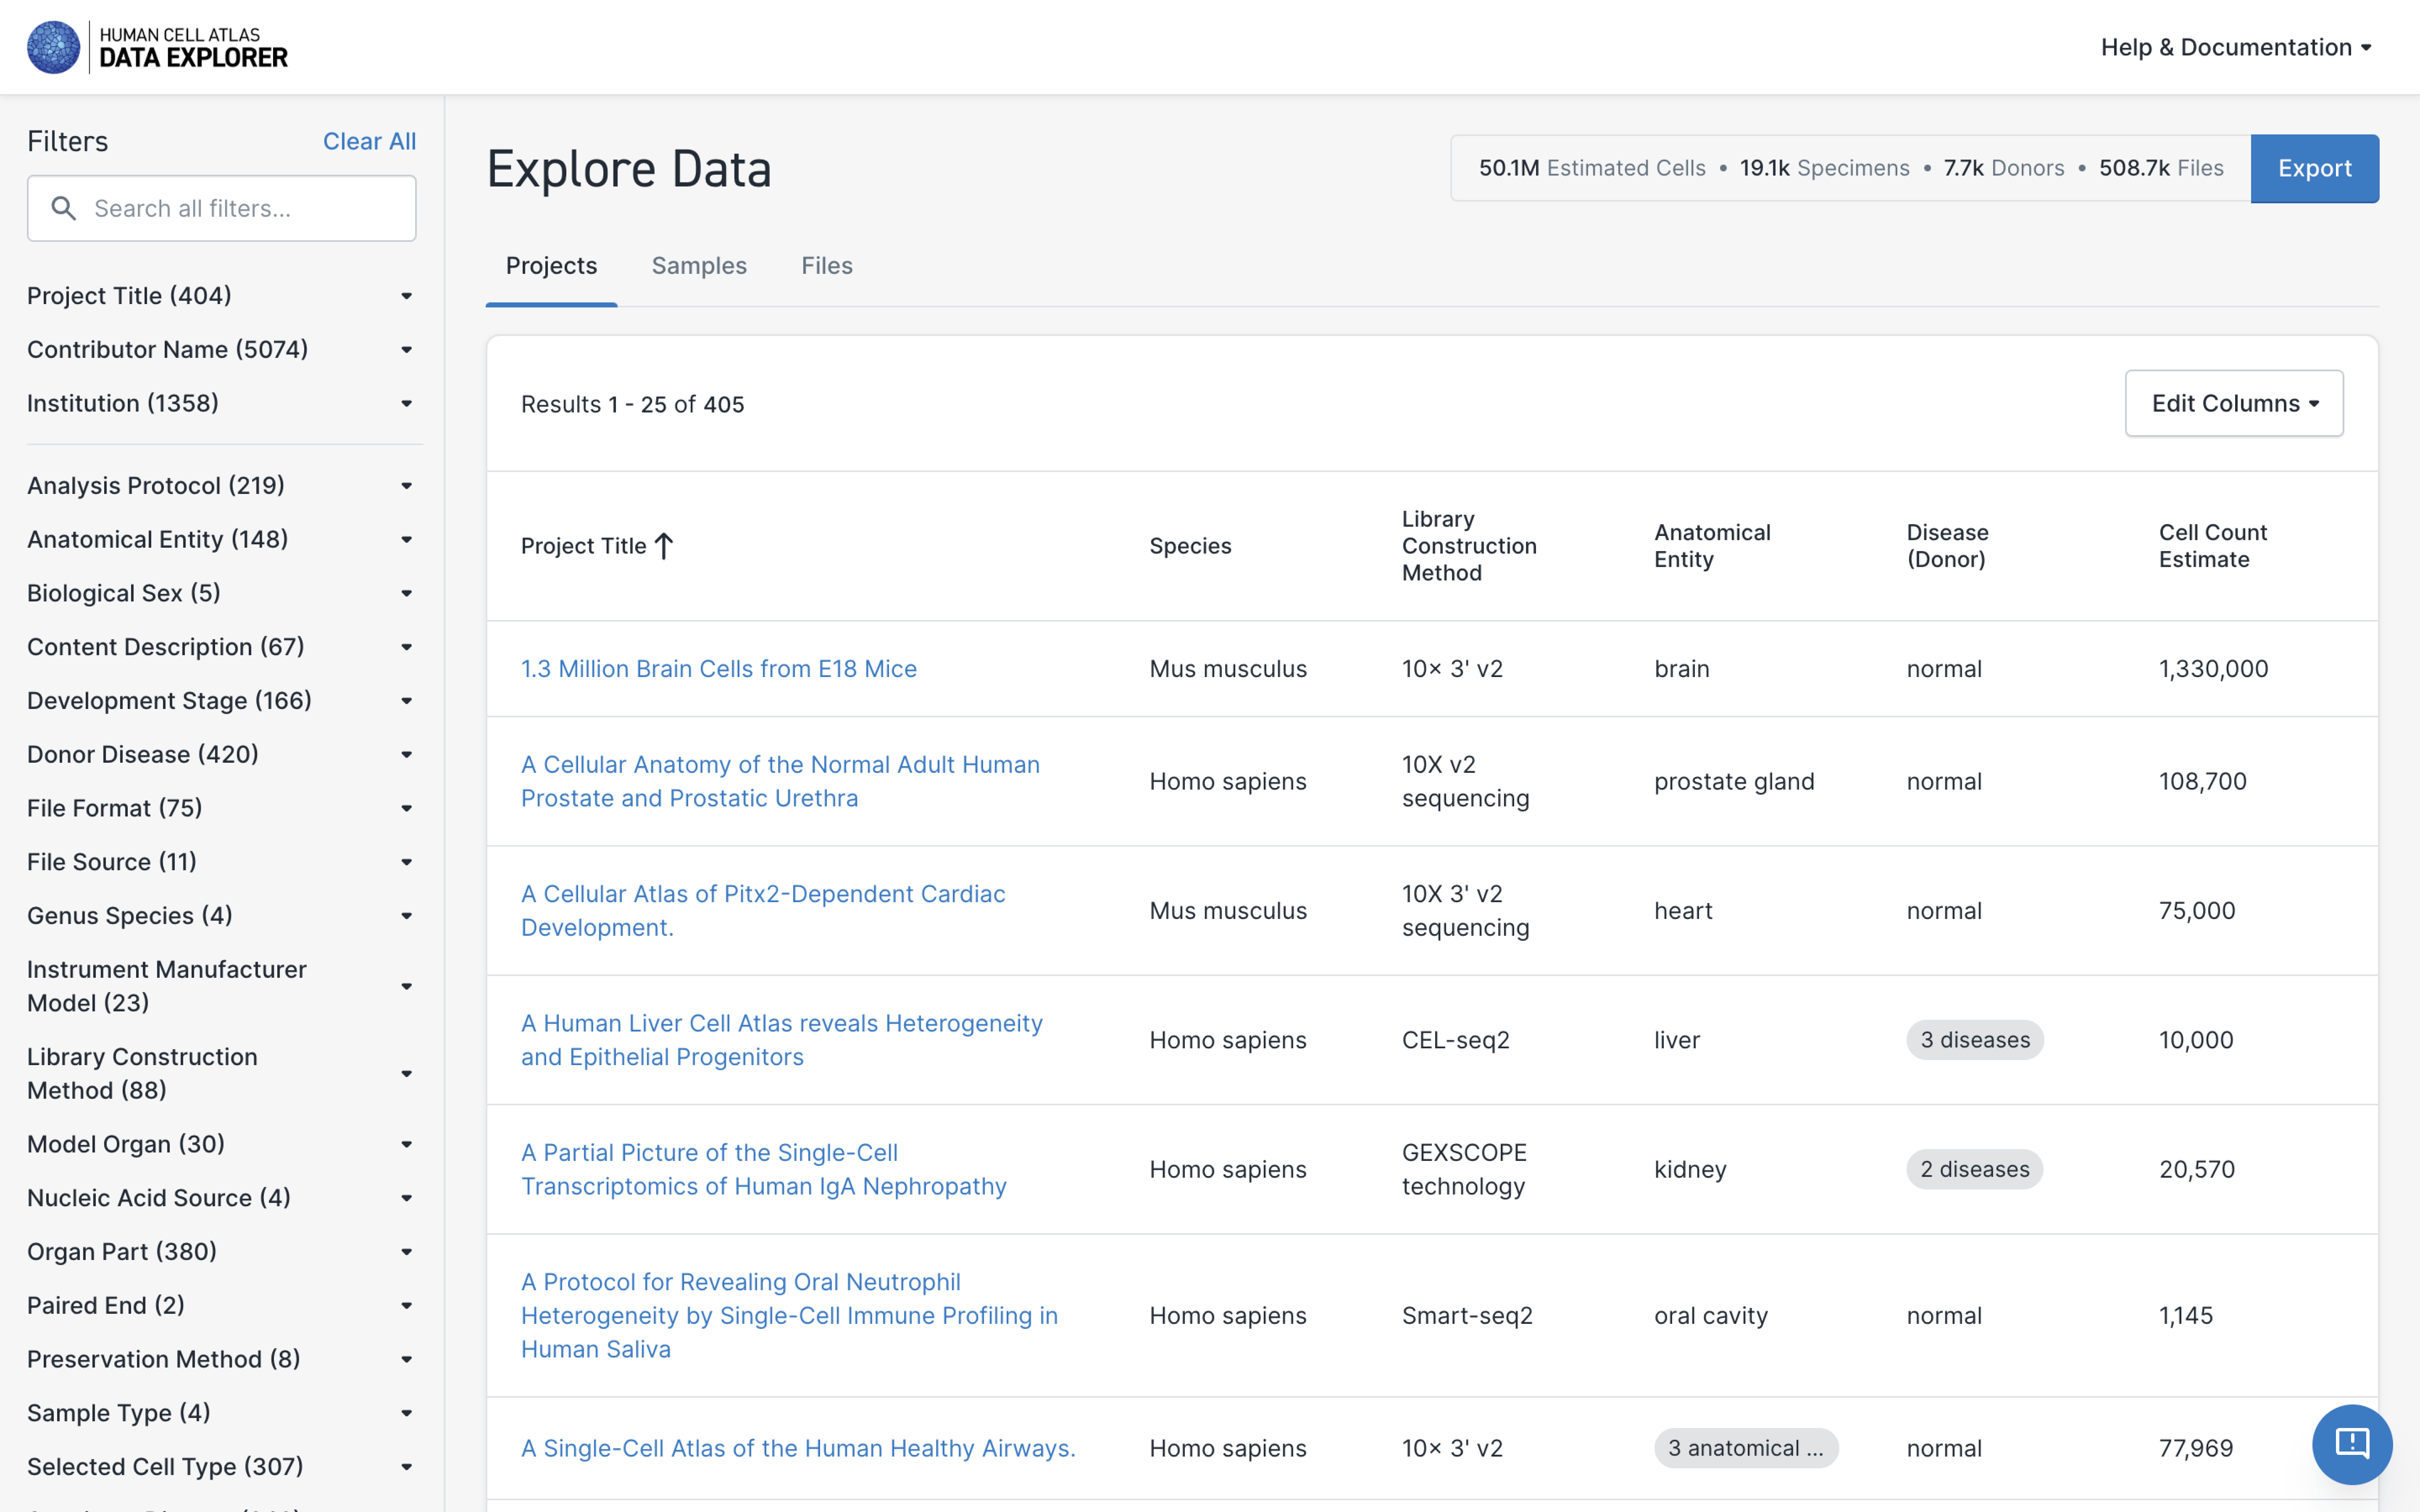 HUMAN CELL ATLAS
DATA EXPLORER
Help & Documentation
Filters
Clear All
Search all filters...
Project Title (404)
Contributor Name (5074)
Institution (1358)
Analysis Protocol (219)
Anatomical Entity (148)
Biological Sex (5)
Content Description (67)
Development Stage (166)
Donor Disease (420)
File Format (75)
File Source (11)
Genus Species (4)
Instrument Manufacturer
Model (23)
Library Construction
Method (88)
Model Organ (30)
Nucleic Acid Source (4)
Organ Part (380)
Paired End (2)
Preservation Method (8)
Sample Type (4)
Selected Cell Type (307)
Explore Data
50.1M Estimated Cells • 19.1k Specimens • 7.7k Donors • 508.7k Files
Export
Projects
Samples
Files
Results 1 - 25 of 405
Edit Columns
Project Title ↑
Species
Library
Construction
Method
Anatomical
Entity
Disease
(Donor)
Cell Count
Estimate
1.3 Million Brain Cells from E18 Mice
Mus musculus
10× 3' v2
brain
normal
1,330,000
A Cellular Anatomy of the Normal Adult Human
Prostate and Prostatic Urethra
Homo sapiens
10X v2
sequencing
prostate gland
normal
108,700
A Cellular Atlas of Pitx2-Dependent Cardiac
Development.
Mus musculus
10X 3' v2
sequencing
heart
normal
75,000
A Human Liver Cell Atlas reveals Heterogeneity
and Epithelial Progenitors
Homo sapiens
CEL-seq2
liver
3 diseases
10,000
A Partial Picture of the Single-Cell
Transcriptomics of Human IgA Nephropathy
Homo sapiens
GEXSCOPE
technology
kidney
2 diseases
20,570
A Protocol for Revealing Oral Neutrophil
Heterogeneity by Single-Cell Immune Profiling in
Human Saliva
Homo sapiens
Smart-seq2
oral cavity
normal
1,145
A Single-Cell Atlas of the Human Healthy Airways.
Homo sapiens
10× 3' v2
3 anatomical ...
normal
77,969